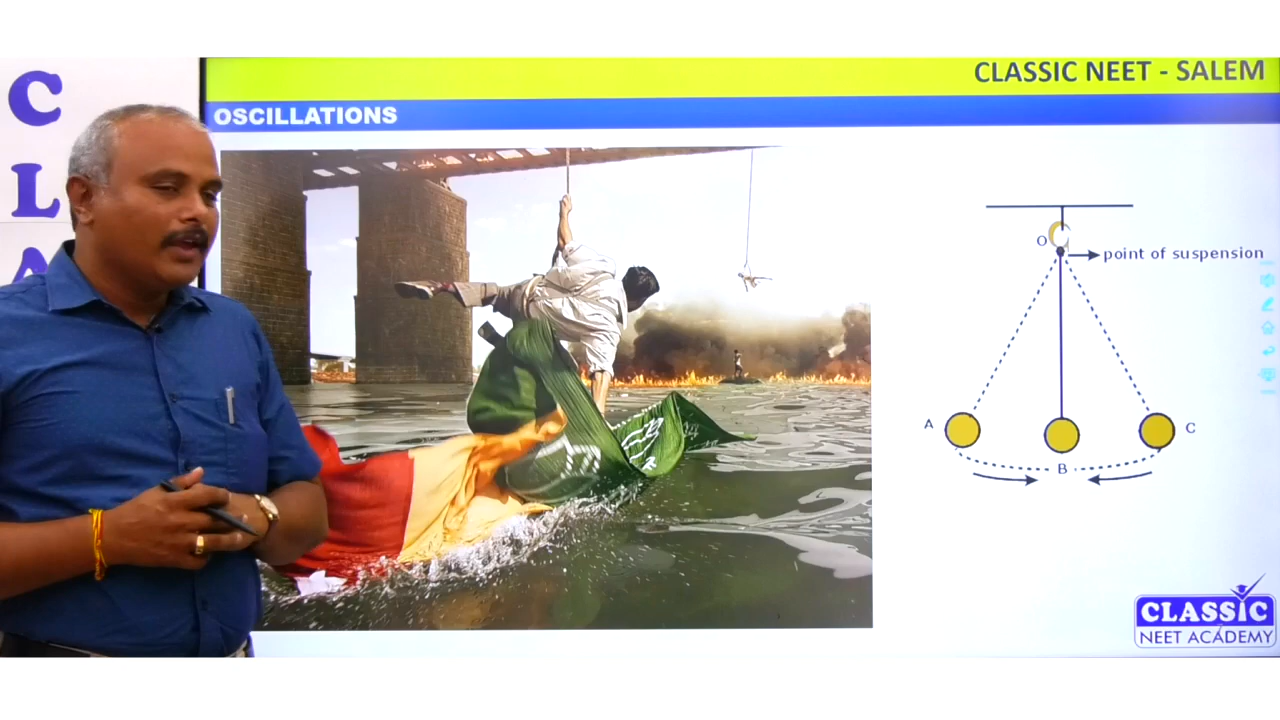 C
L
A
CLASSIC NEET - SALEM
OSCILLATIONS
O
point of suspension
A
B
C
CLASSIC
NEET ACADEMY